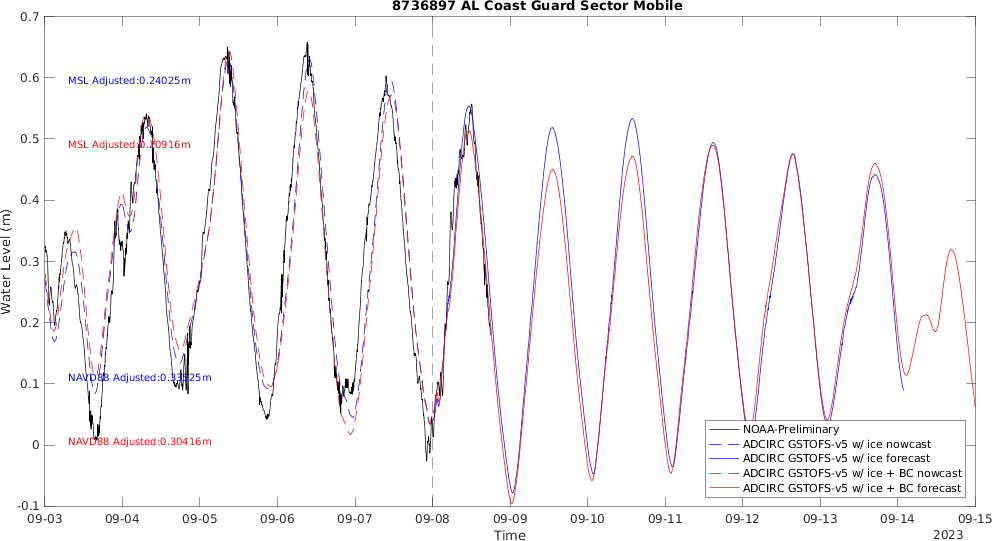 8736897 AL Coast Guard Sector Mobile
0.7
0.6
0.5
0.4
0.3
0.2
0.1
0
-0.1
Water Level (m)
MSL Adjusted:0.24025m
MSL Adjusted:0.20916m
NAVD88 Adjusted:0.33525m
NAVD88 Adjusted:0.30416m
NOAA-Preliminary
ADCIRC GSTOFS-v5 w/ ice nowcast
ADCIRC GSTOFS-v5 w/ ice forecast
ADCIRC GSTOFS-v5 w/ ice + BC nowcast
ADCIRC GSTOFS-v5 w/ ice + BC forecast
09-03 09-04 09-05 09-06 09-07 09-08 09-09 09-10 09-11 09-12 09-13 09-14 09-15
Time
2023